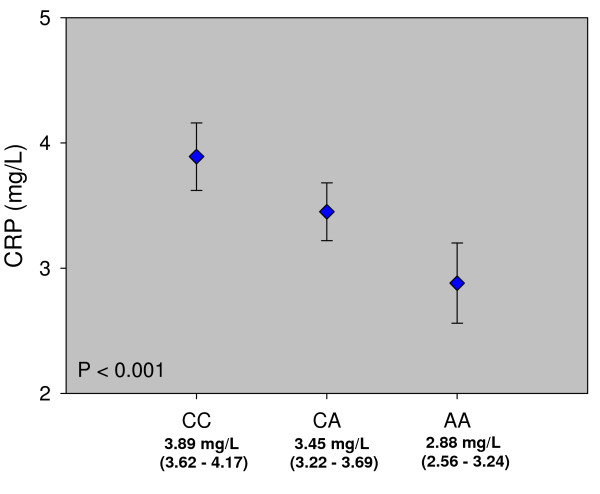 5
4
3
2
CRP (mg/L)
P < 0.001
CC CA AA
3.89 mg/L 3.45 mg/L 2.88 mg/L
(3.62 - 4.17) (3.22 - 3.69) (2.56 - 3.24)